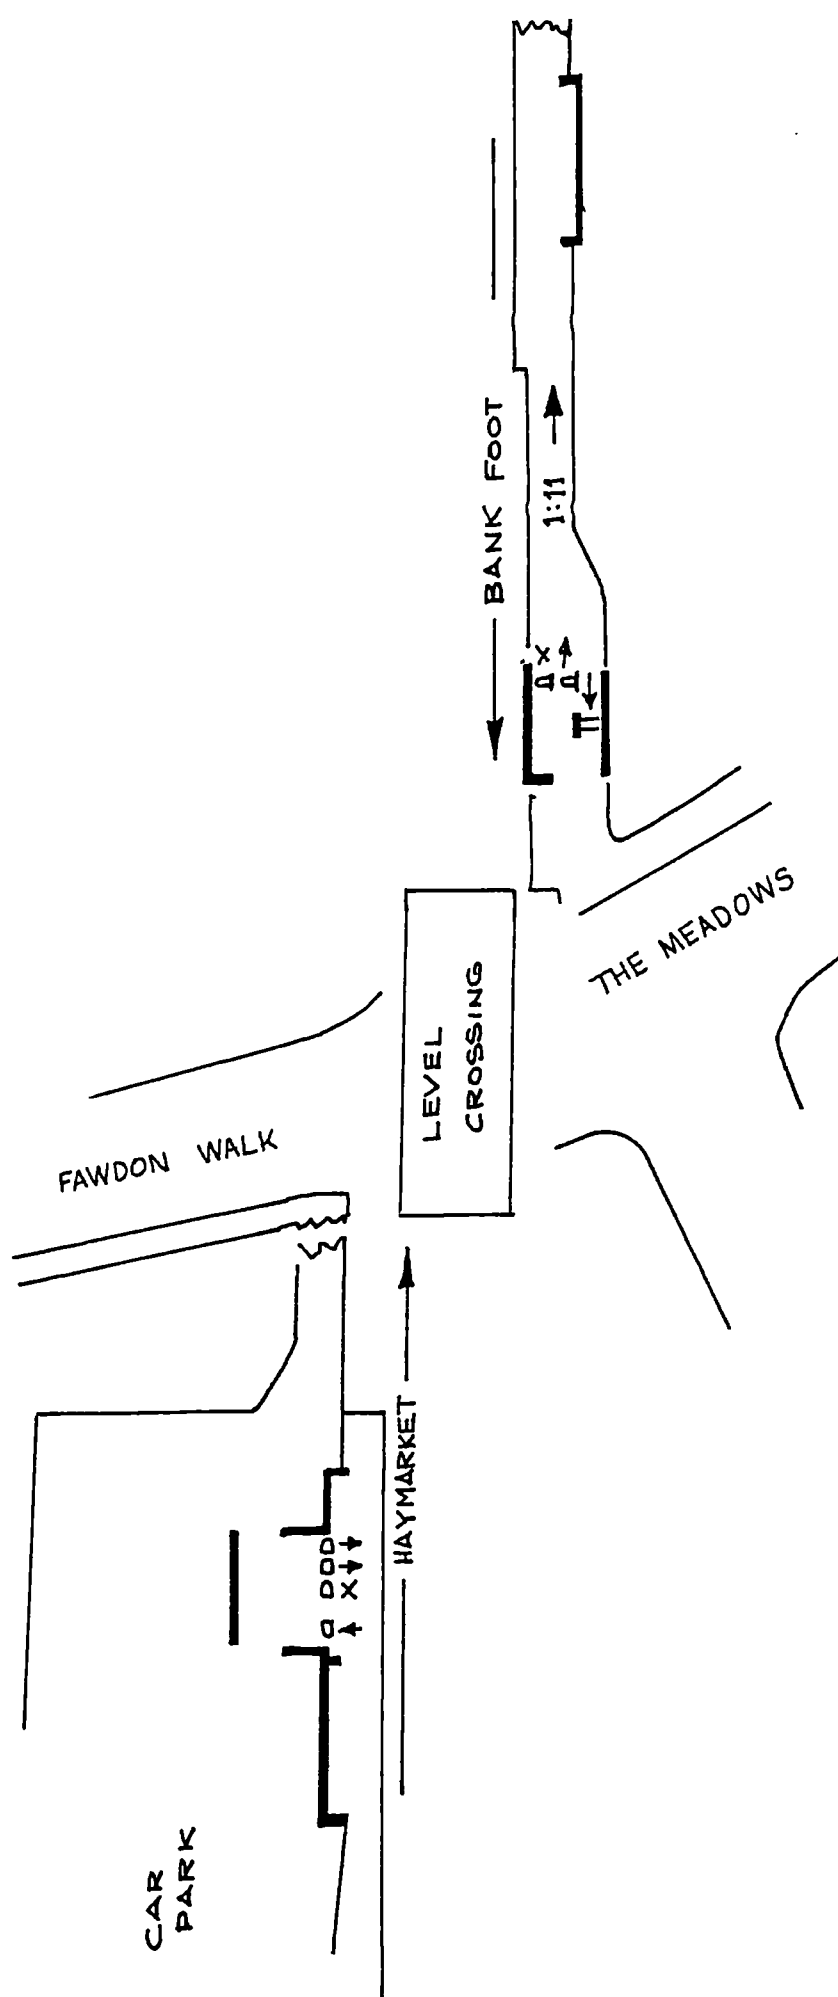 BANK FOOT
1:11
X
THE MEADOWS
LEVEL
CROSSING
FAWDON WALK
HAYMARKET
X
CAR
PARK